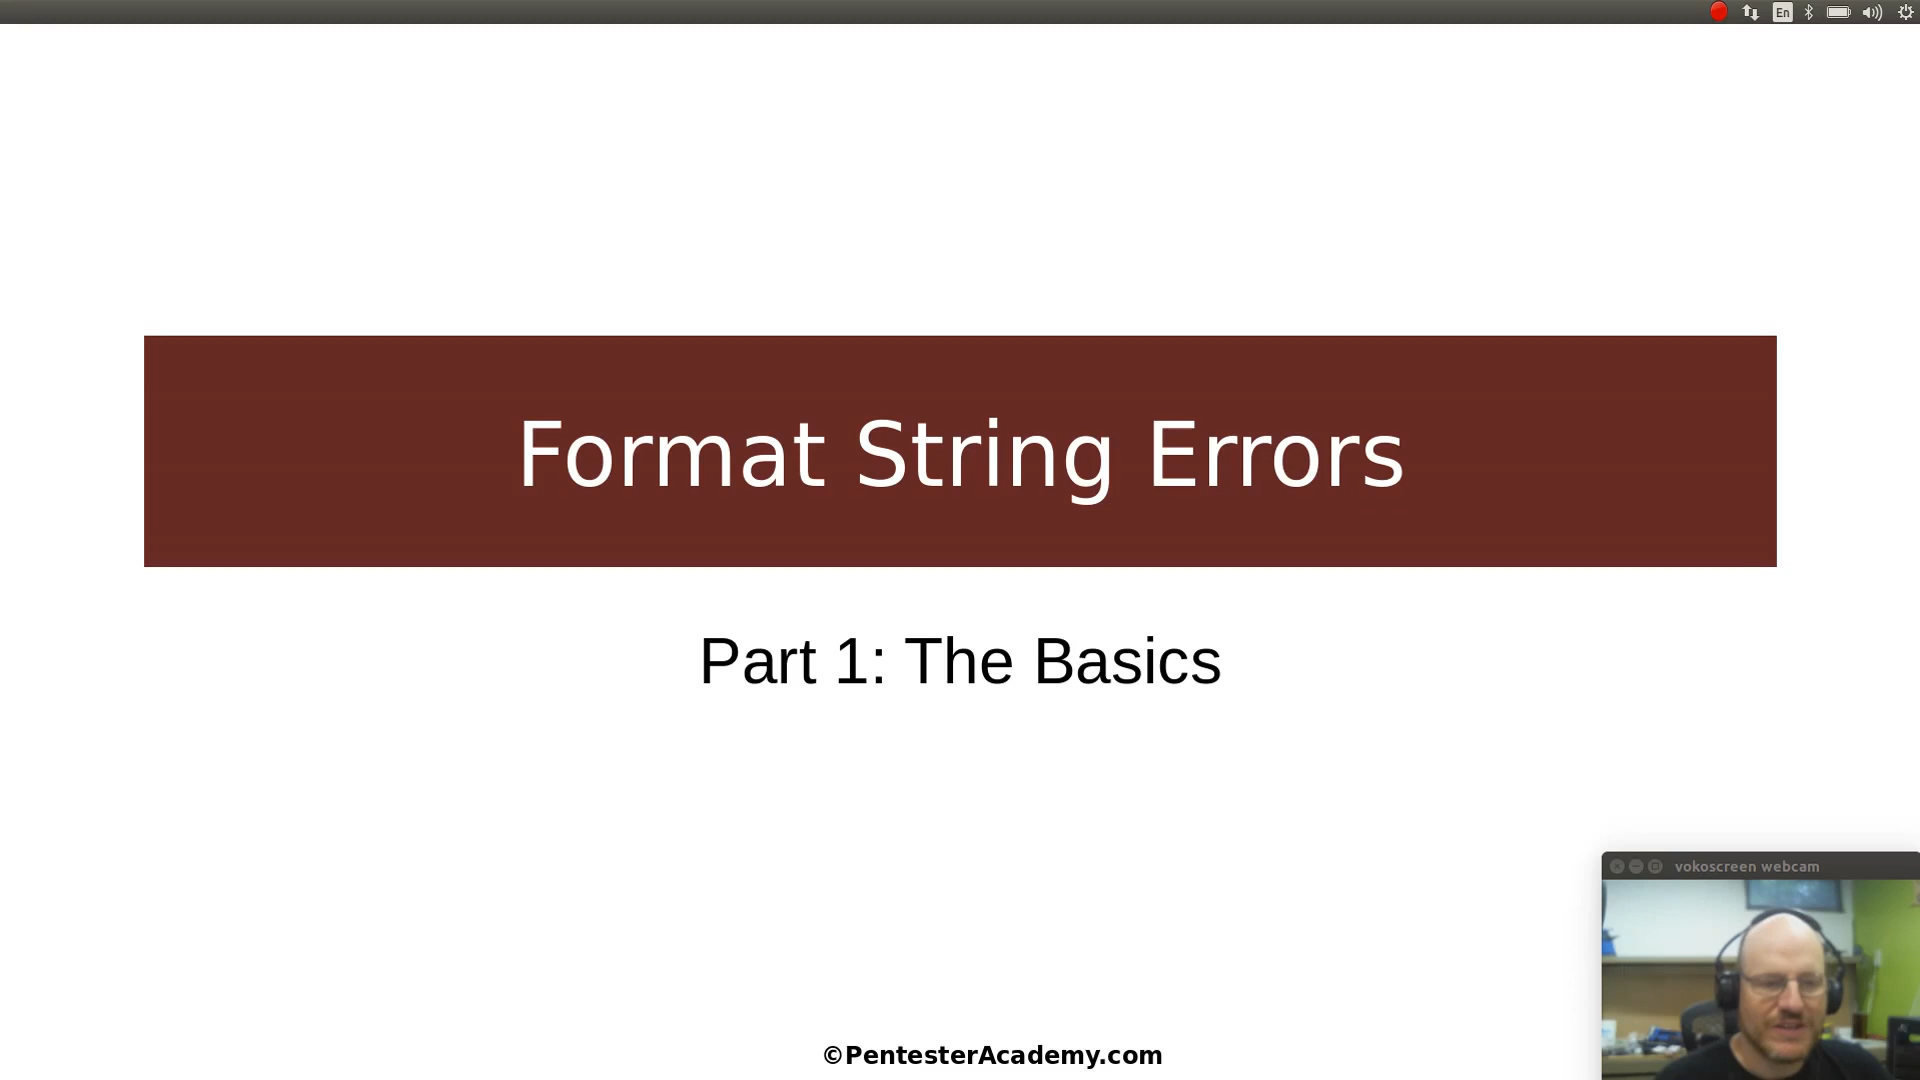 En
Format String Errors
Part 1: The Basics
vokoscreen webcam
©PentesterAcademy.com